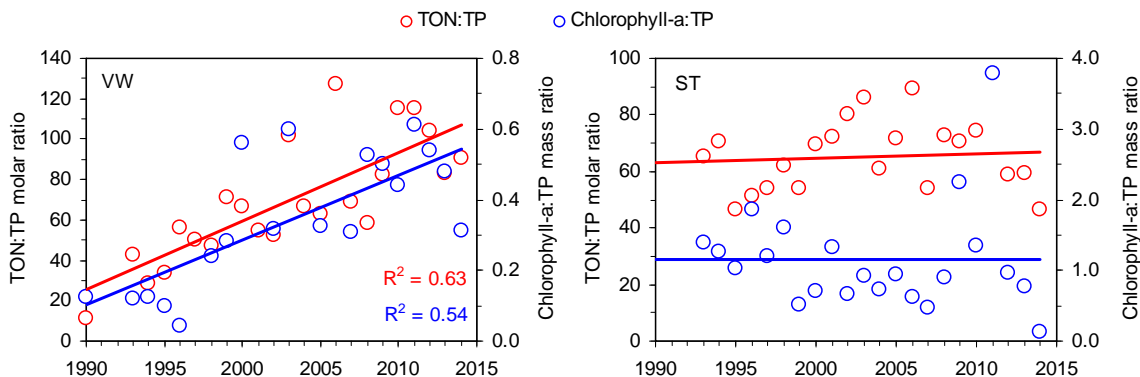 TON:TP Chlorophyll-a:TP
VW
TON:TP molar ratio
140
120
100
80
60
40
20
0
0.8
0.6
0.4
0.2
0.0
Chlorophyll-a:TP mass ratio
R² = 0.63
R² = 0.54
1990 1995 2000 2005 2010 2015
ST
TON:TP molar ratio
100
80
60
40
20
0
4.0
3.0
2.0
1.0
0.0
Chlorophyll-a:TP mass ratio
1990 1995 2000 2005 2010 2015